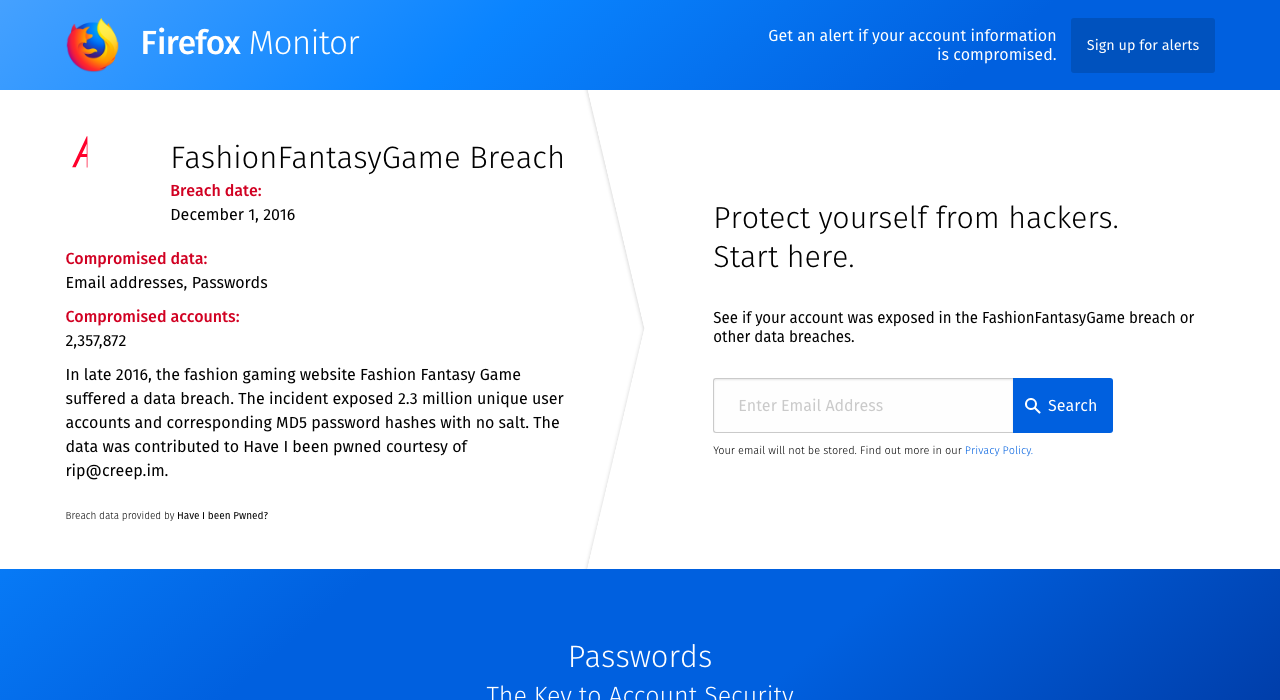 Firefox Monitor
Get an alert if your account information
is compromised.
Sign up for alerts
FashionFantasyGame Breach
Breach date:
December 1, 2016
Compromised data:
Email addresses, Passwords
Compromised accounts:
2,357,872
In late 2016, the fashion gaming website Fashion Fantasy Game
suffered a data breach. The incident exposed 2.3 million unique user
accounts and corresponding MD5 password hashes with no salt. The
data was contributed to Have I been pwned courtesy of
rip@creep.im.
Breach data provided by Have I been Pwned?
Protect yourself from hackers.
Start here.
See if your account was exposed in the FashionFantasyGame breach or
other data breaches.
Enter Email Address
Search
Your email will not be stored. Find out more in our Privacy Policy.
Passwords
The Key to Account Security